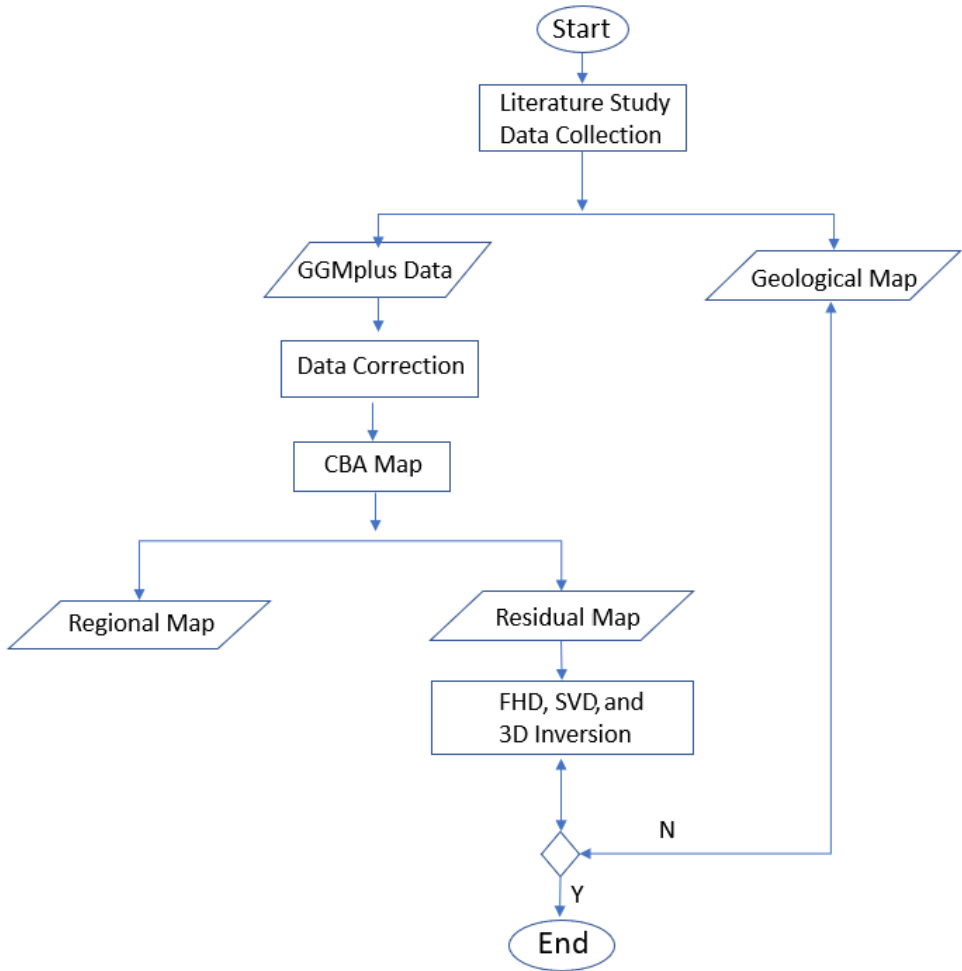 Start
Literature Study
Data Collection
GGMplus Data
Geological Map
Data Correction
CBA Map
Regional Map
Residual Map
FHD, SVD, and
3D Inversion
N
Y
End